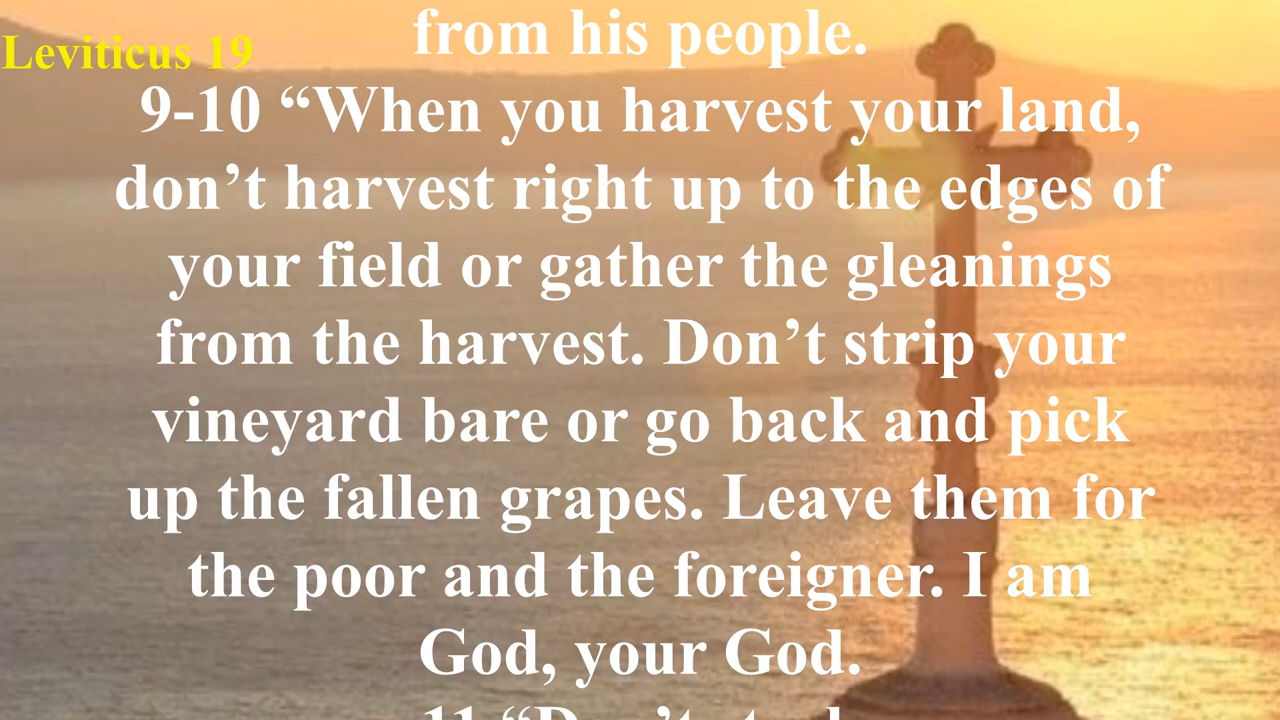 from his people.
Leviticus 19
9-10 “When you harvest your land,
don’t harvest right up to the edges of
your field or gather the gleanings
from the harvest. Don’t strip your
vineyard bare or go back and pick
up the fallen grapes. Leave them for
the poor and the foreigner. I am
God, your God.
11 “Don’t